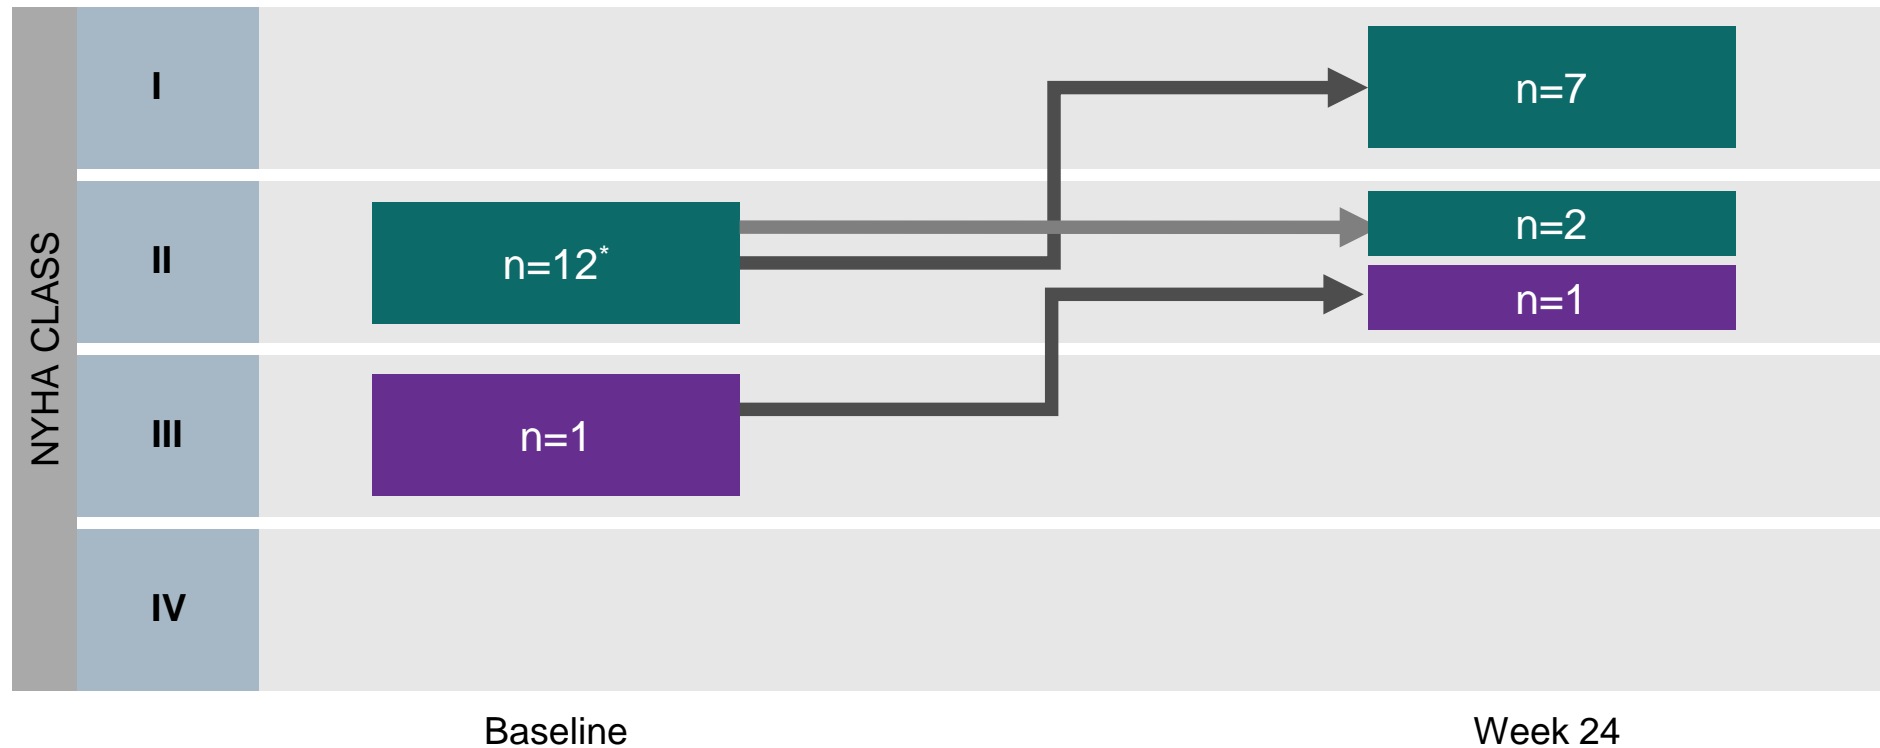 NYHA CLASS
I
n=7
II
n=12*
n=2
n=1
III
n=1
IV
Baseline
Week 24